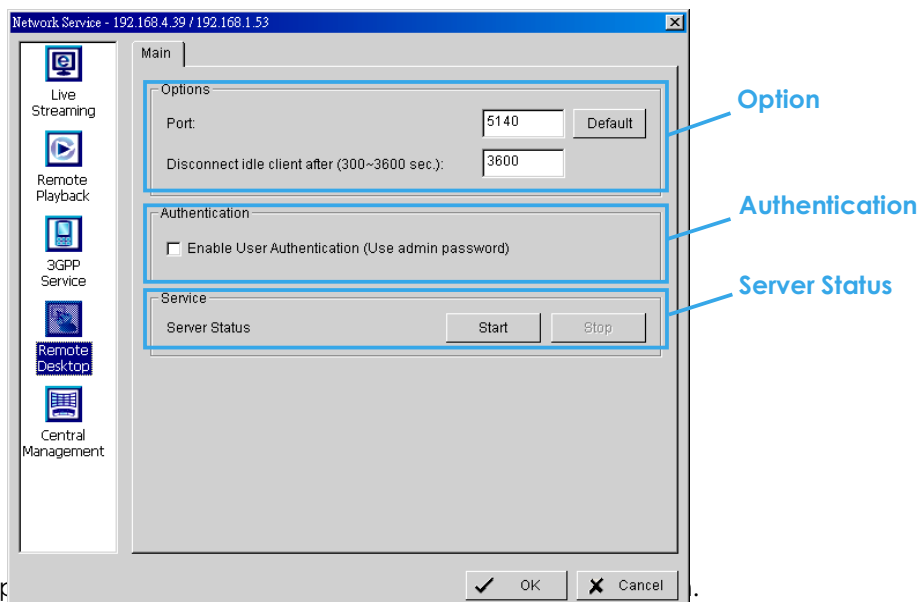 Network Service - 192.168.4.39 / 192.168.1.53
Live
Streaming
Remote
Playback
3GPP
Service
Remote
Desktop
Central
Management
Main
Options
Port: 5140 Default
Disconnect idle client after (300~3600 sec.): 3600
Authentication
Enable User Authentication (Use admin password)
Service
Server Status Start Stop
OK Cancel
Option
Authentication
Server Status